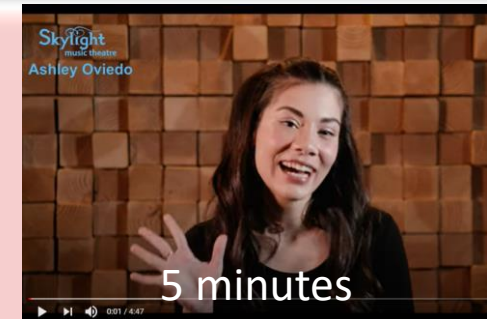 Skylight
music theatre
Ashley Oviedo
5 minutes
0:01 / 4:47